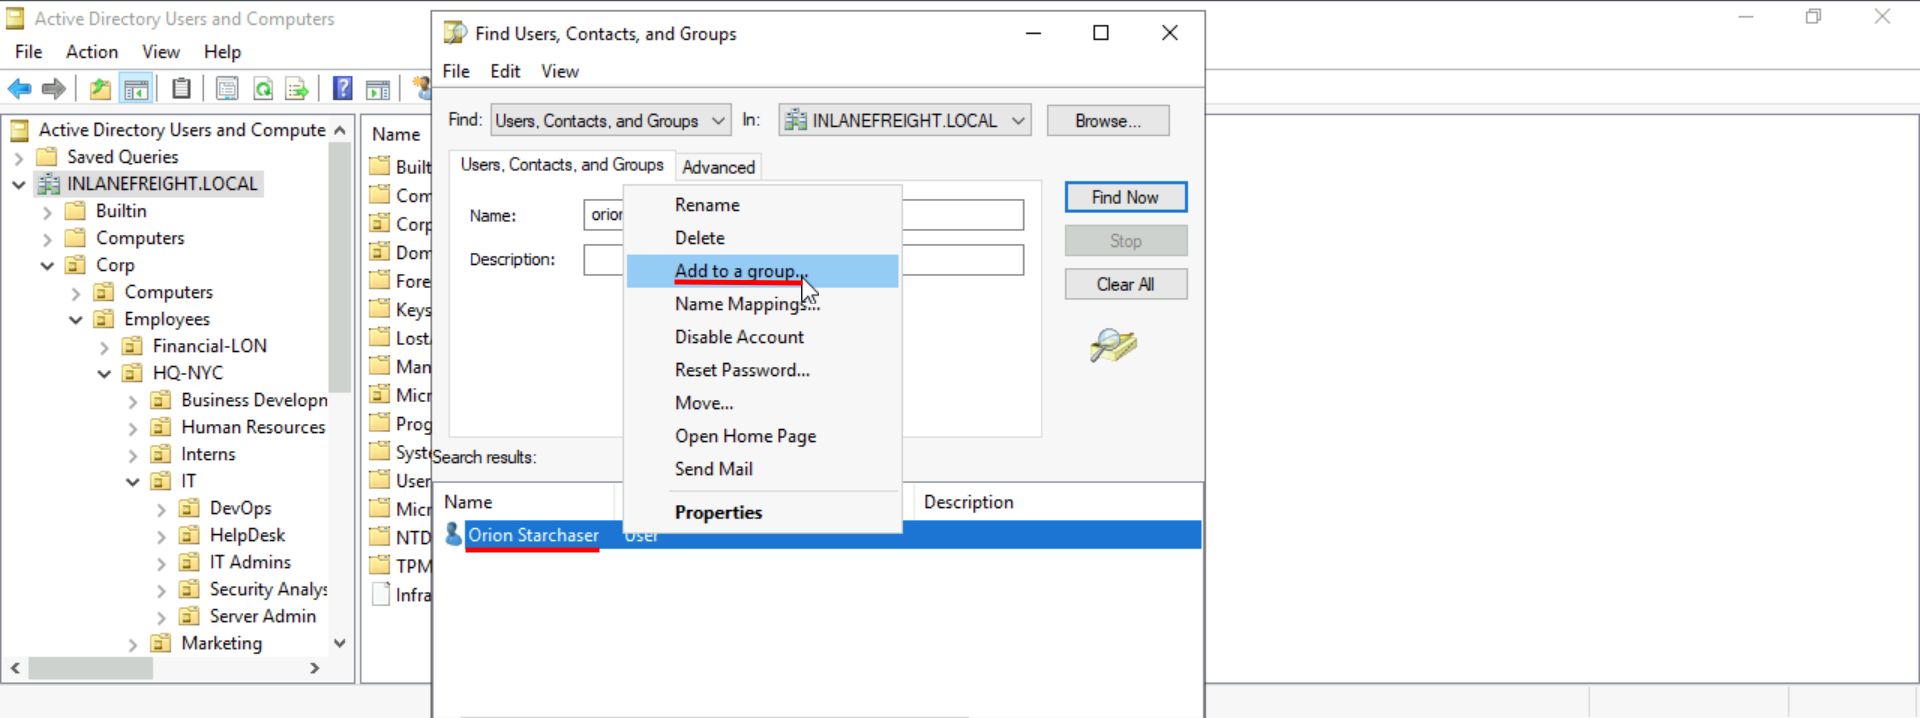 Active Directory Users and Computers
File Action View Help
Active Directory Users and Compute
Saved Queries
INLANEFREIGHT.LOCAL
Builtin
Computers
Corp
Computers
Employees
Financial-LON
HQ-NYC
Business Developn
Human Resources
Interns
IT
DevOps
HelpDesk
IT Admins
Security Analys
Server Admin
Marketing
Name
Built
Com
Corp
Dom
Fore
Keys
Lost
Man
Micr
Prog
Syst
User
Micr
NTD
TPM
Infra
Find Users, Contacts, and Groups
File Edit View
Find: Users, Contacts, and Groups In: INLANEFREIGHT.LOCAL Browse...
Users, Contacts, and Groups Advanced
Name: orion
Description:
Find Now
Stop
Clear All
Rename
Delete
Add to a group...
Name Mappings...
Disable Account
Reset Password...
Move...
Open Home Page
Send Mail
Properties
Search results:
Name Description
Orion Starchaser User